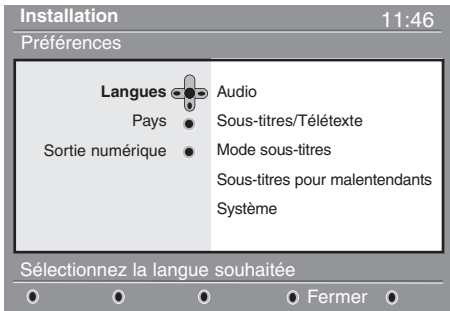 Installation 11:46
Préférences
Langues Audio
Pays Sous-titres/Télétexte
Sortie numérique Mode sous-titres
Sous-titres pour malentendants
Système
Sélectionnez la langue souhaitée
Fermer